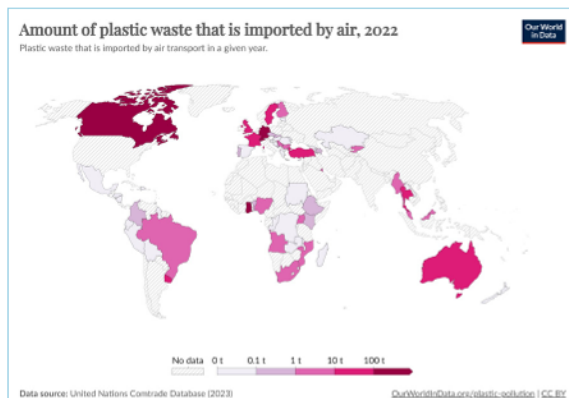 Amount of plastic waste that is imported by air, 2022
Plastic waste that is imported by air transport in a given year.
Our World
in Data
No data 0 t 0.1 t 1 t 10 t 100 t
Data source: United Nations Comtrade Database (2023)
OurWorldinData.org/plastic-pollution | CC BY